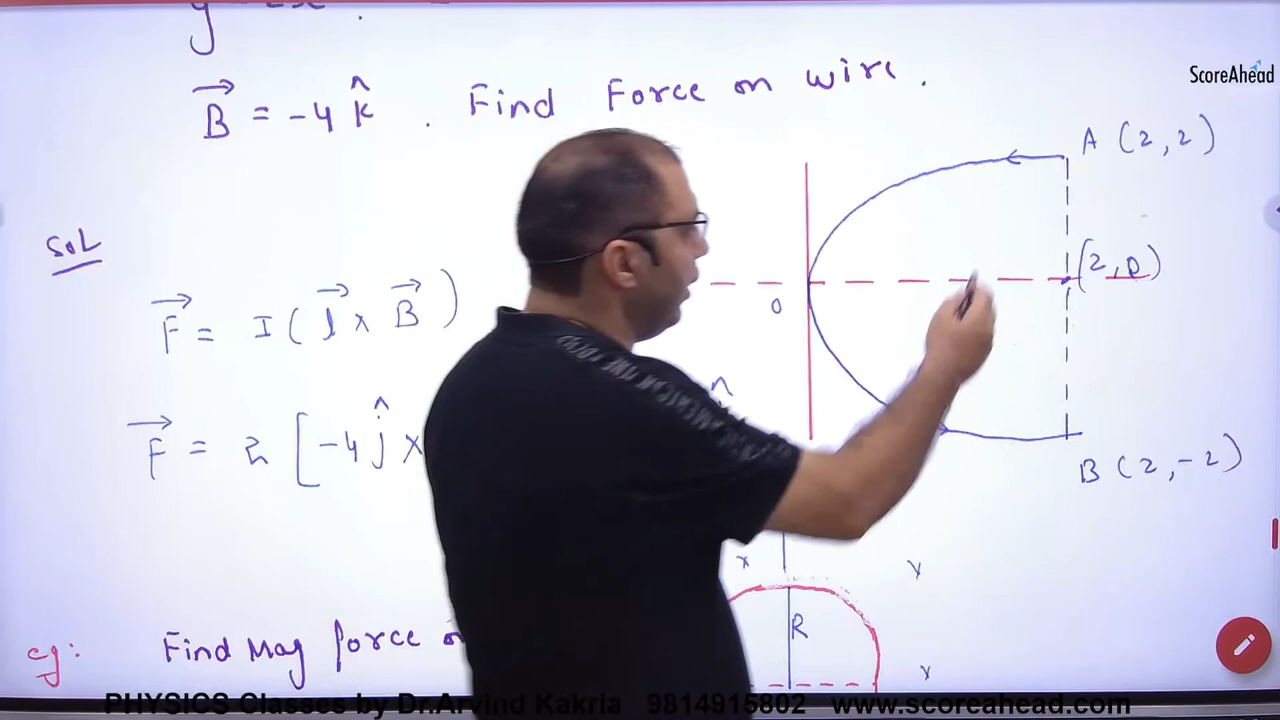 ScoreAhead
B = -4 k̂ . Find Force on wire.
A (2,2)
Sol
(2,0)
F = I ( l x B )
O
F = 2 [ -4 ĵ x
B (2,-2)
x
R
x
eg: Find Mag force
PHYSICS Classes by Dr.Arvind Kakria 9814915802 www.scoreahead.com